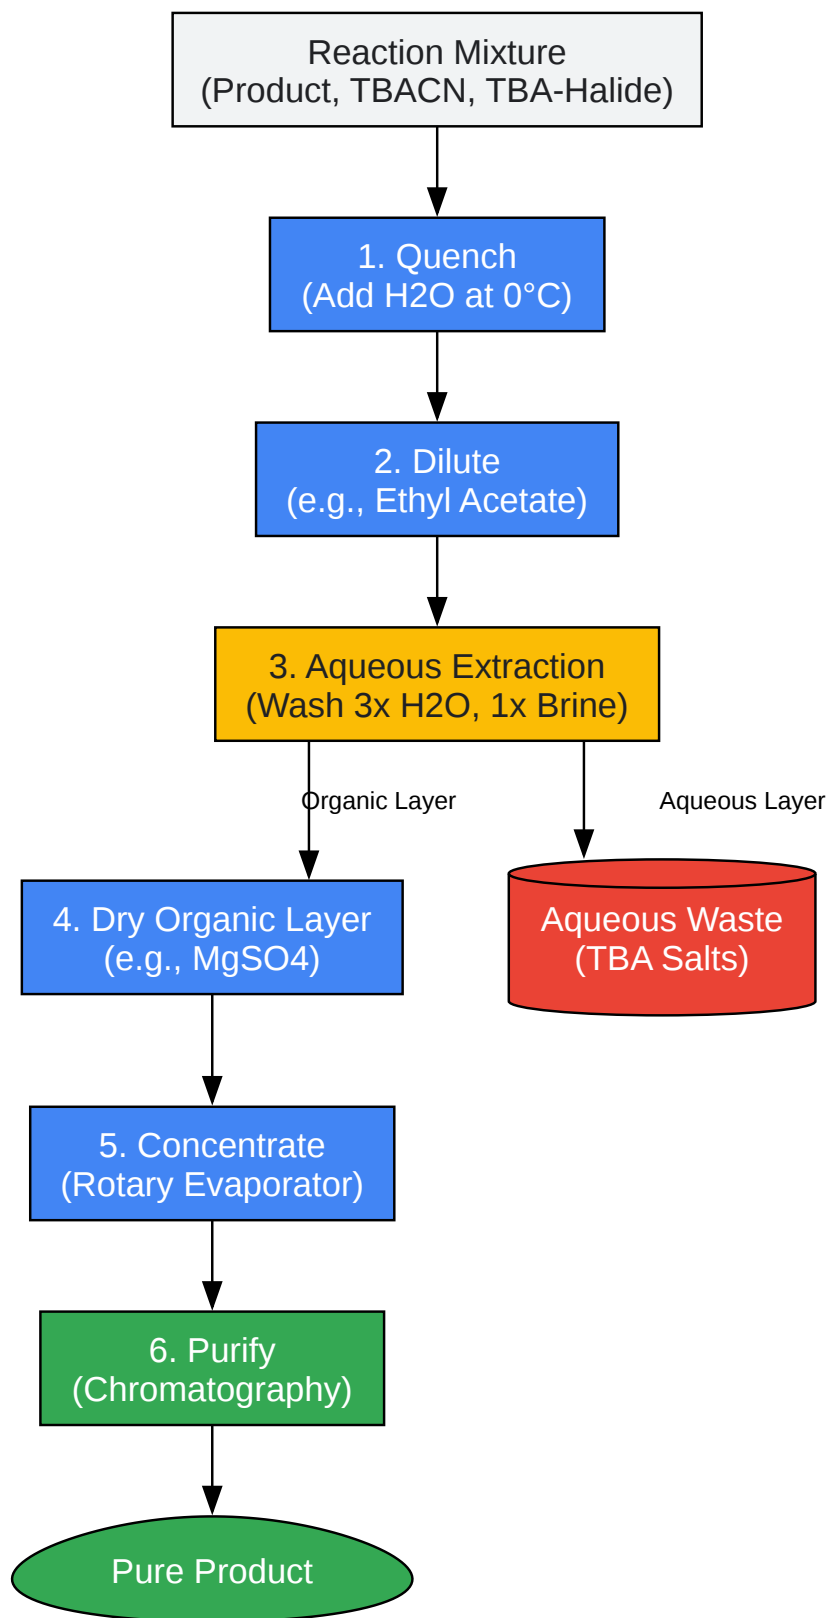 Reaction Mixture
(Product, TBACN, TBA-Halide)
1. Quench
(Add H2O at 0°C)
2. Dilute
(e.g., Ethyl Acetate)
3. Aqueous Extraction
(Wash 3x H2O, 1x Brine)
Organic Layer
Aqueous Layer
4. Dry Organic Layer
(e.g., MgSO4)
Aqueous Waste
(TBA Salts)
5. Concentrate
(Rotary Evaporator)
6. Purify
(Chromatography)
Pure Product